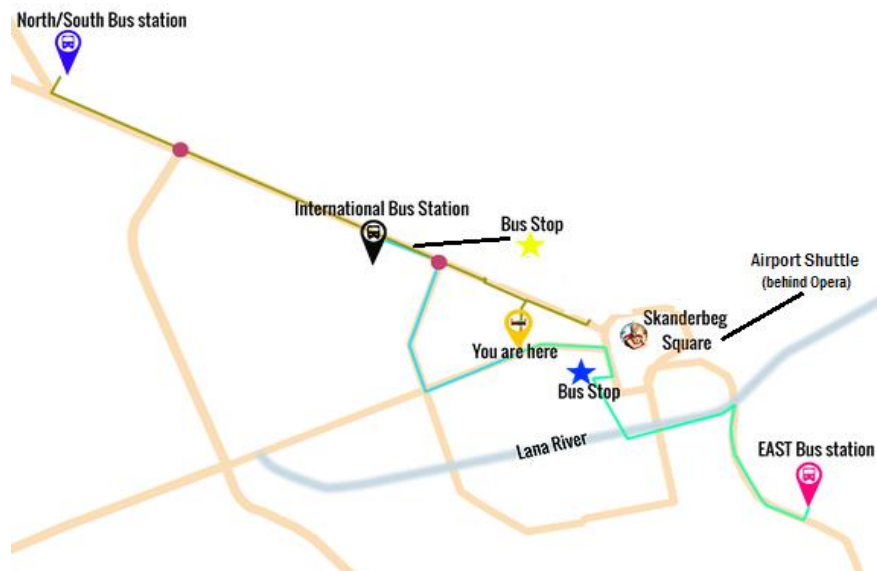 North/South Bus station
International Bus Station
Bus Stop
Airport Shuttle
(behind Opera)
Skanderbeg
Square
You are here
Bus Stop
Lana River
EAST Bus station